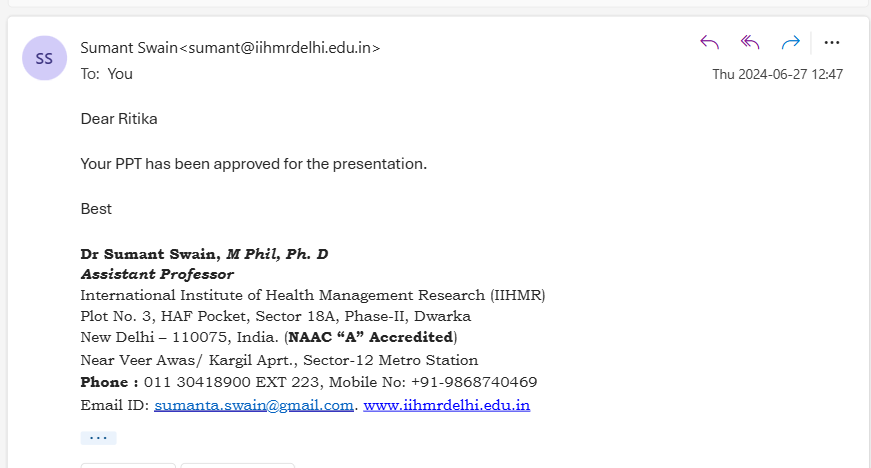 SS
Sumant Swain<sumant@iihmrdelhi.edu.in>
To: You
Thu 2024-06-27 12:47
Dear Ritika
Your PPT has been approved for the presentation.
Best
Dr Sumant Swain, M Phil, Ph. D
Assistant Professor
International Institute of Health Management Research (IIHMR)
Plot No. 3, HAF Pocket, Sector 18A, Phase-II, Dwarka
New Delhi – 110075, India. (NAAC “A” Accredited)
Near Veer Awas/ Kargil Aprt., Sector-12 Metro Station
Phone : 011 30418900 EXT 223, Mobile No: +91-9868740469
Email ID: sumanta.swain@gmail.com. www.iihmrdelhi.edu.in